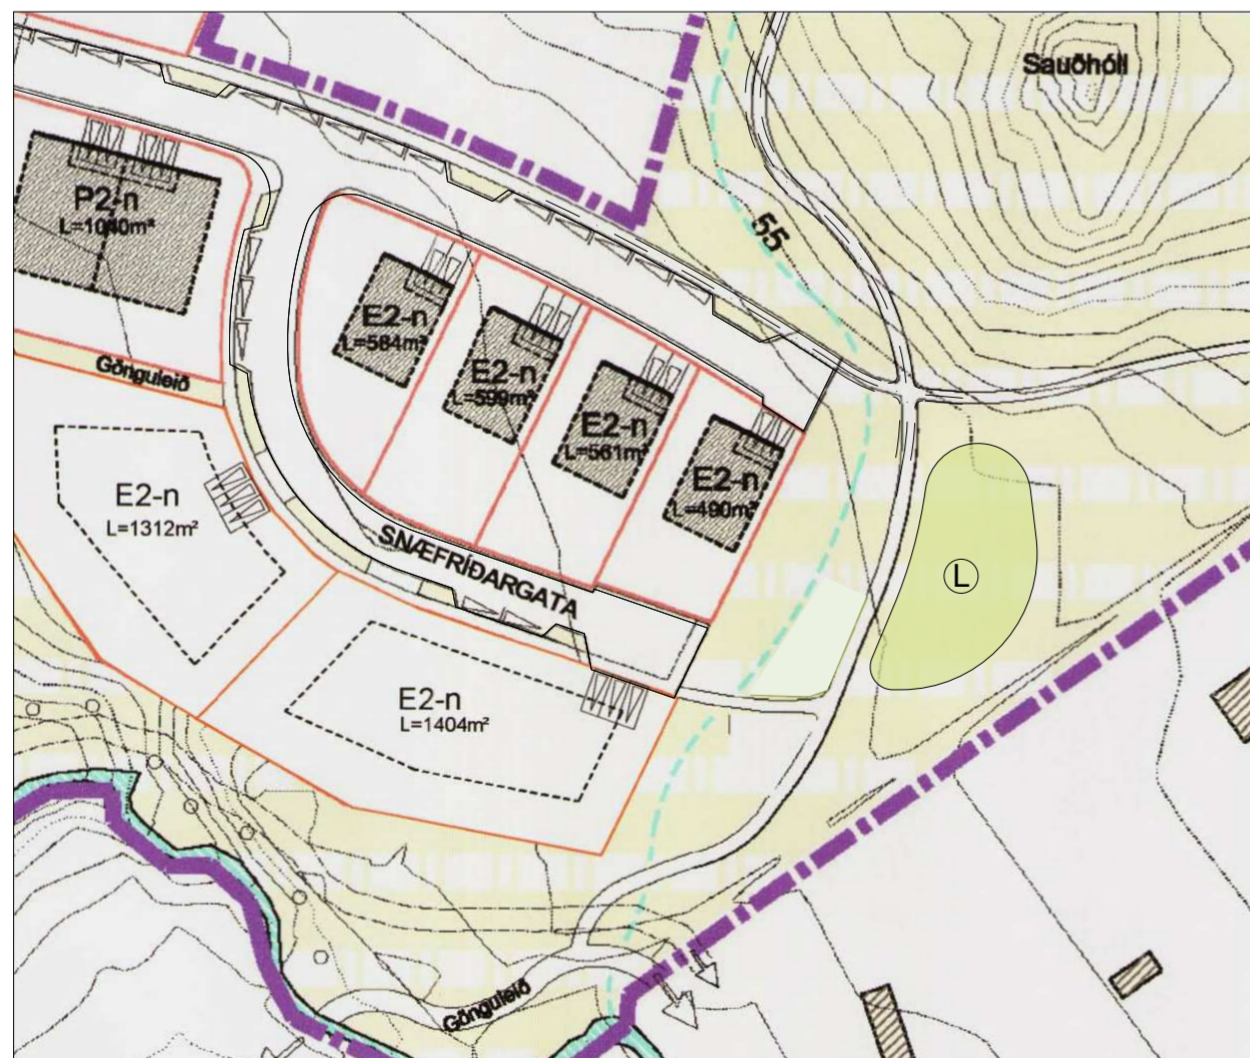 Sauðhóll
P2-n
L=1040m²
55
E2-n
L=584m²
E2-n
L=599m²
E2-n
L=561m²
E2-n
L=490m²
Gönguleið
E2-n
L=1312m²
SNÆFRÍÐARGATA
L
E2-n
L=1404m²
Gönguleið